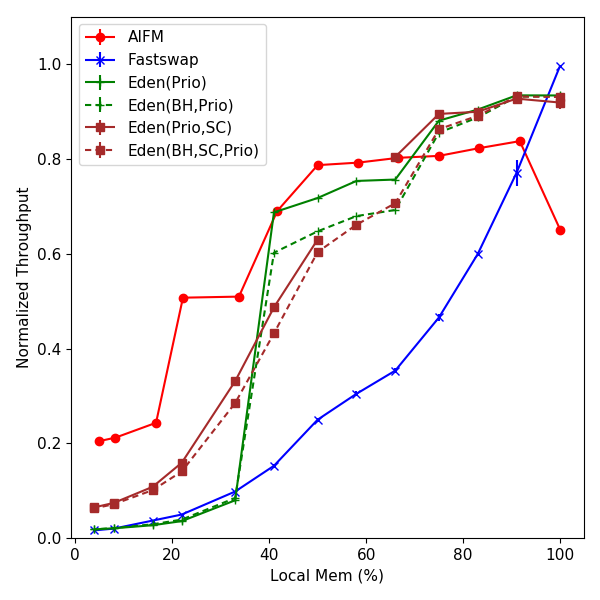 AIFM
Fastswap
Eden(Prio)
Eden(BH,Prio)
Eden(Prio,SC)
Eden(BH,SC,Prio)
1.0
0.8
0.6
0.4
0.2
0.0
Normalized Throughput
0 20 40 60 80 100
Local Mem (%)